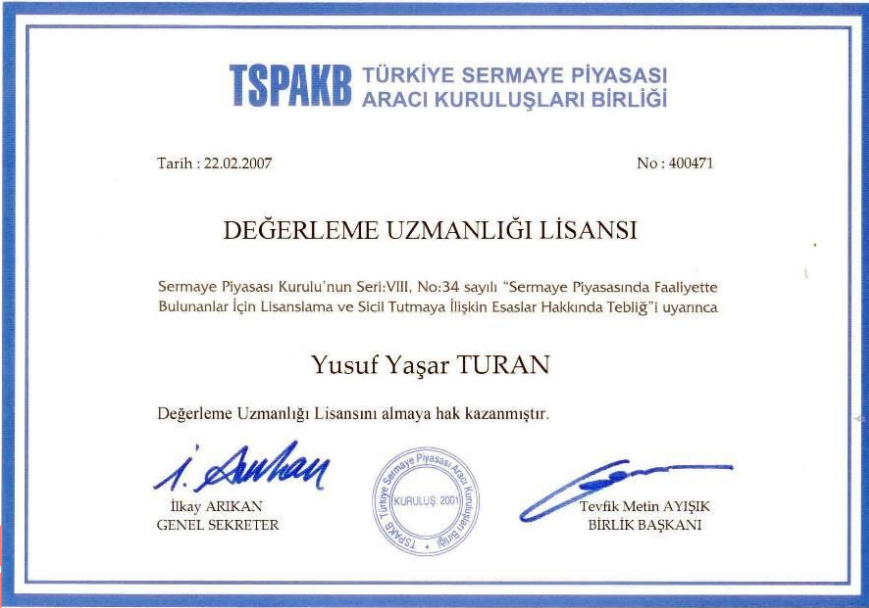 TSPAKB TÜRKİYE SERMAYE PİYASASI
ARACI KURULUŞLARI BİRLİĞİ
Tarih : 22.02.2007
No : 400471
DEĞERLEME UZMANLIĞI LİSANSI
Sermaye Piyasası Kurulu'nun Seri:VIII, No:34 sayılı "Sermaye Piyasasında Faaliyette
Bulunanlar İçin Lisanslama ve Sicil Tutmaya İlişkin Esaslar Hakkında Tebliğ"i uyarınca
Yusuf Yaşar TURAN
Değerleme Uzmanlığı Lisansını almaya hak kazanmıştır.
İlkay ARIKAN
GENEL SEKRETER
TSPAKB Türkiye Sermaye Piyasası Aracı Kuruluşları Birliği
KURULUŞ: 2001
Tevfik Metin AYIŞIK
BİRLİK BAŞKANI